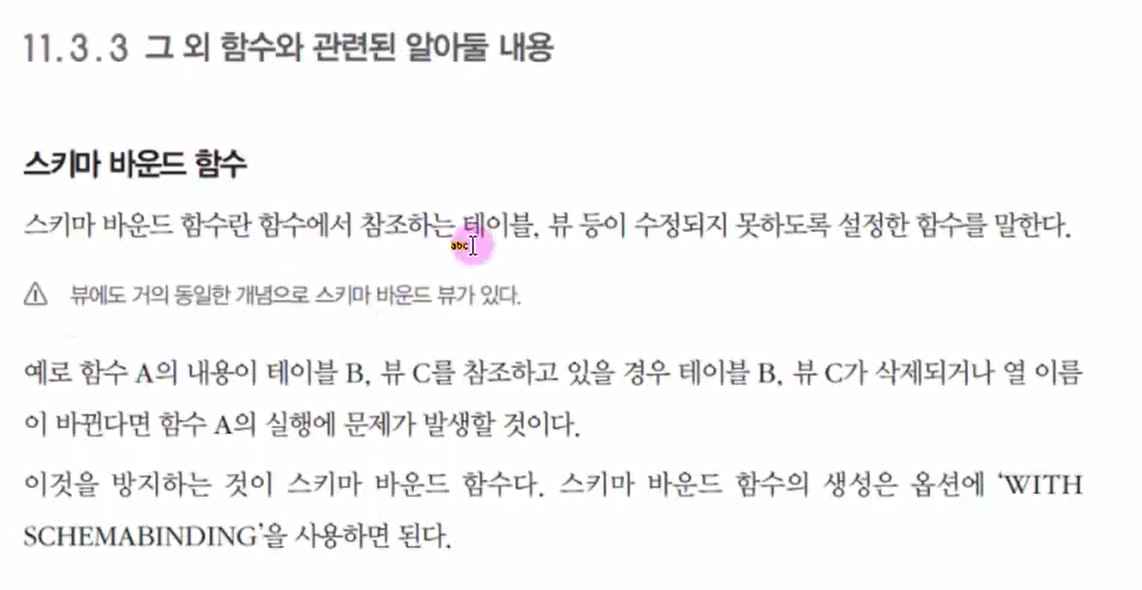 11.3.3 그 외 함수와 관련된 알아둘 내용
스키마 바운드 함수
스키마 바운드 함수란 함수에서 참조하는 테이블, 뷰 등이 수정되지 못하도록 설정한 함수를 말한다.
abc
뷰에도 거의 동일한 개념으로 스키마 바운드 뷰가 있다.
예로 함수 A의 내용이 테이블 B, 뷰 C를 참조하고 있을 경우 테이블 B, 뷰 C가 삭제되거나 열 이름
이 바뀐다면 함수 A의 실행에 문제가 발생할 것이다.
이것을 방지하는 것이 스키마 바운드 함수다. 스키마 바운드 함수의 생성은 옵션에 ‘WITH
SCHEMABINDING’을 사용하면 된다.